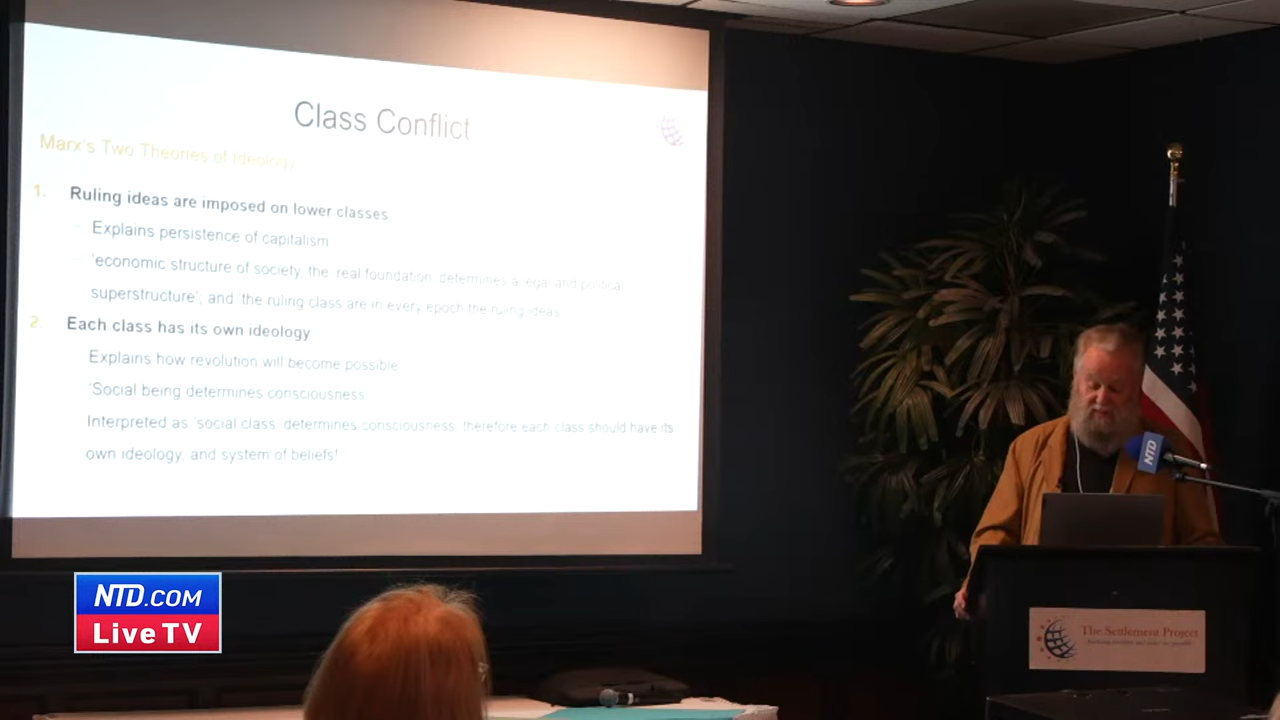 Class Conflict
Marx's Two Theories of Ideology
1. Ruling ideas are imposed on lower classes
Explains persistence of capitalism
'economic structure of society, the real foundation, determines a legal and political
superstructure'; and 'the ruling class are in every epoch the ruling ideas
2. Each class has its own ideology
Explains how revolution will become possible
'Social being determines consciousness
Interpreted as 'social class' determines consciousness, therefore each class should have its
own ideology, and system of beliefs!
NTD
The Settlement Project
NTD.COM
Live TV